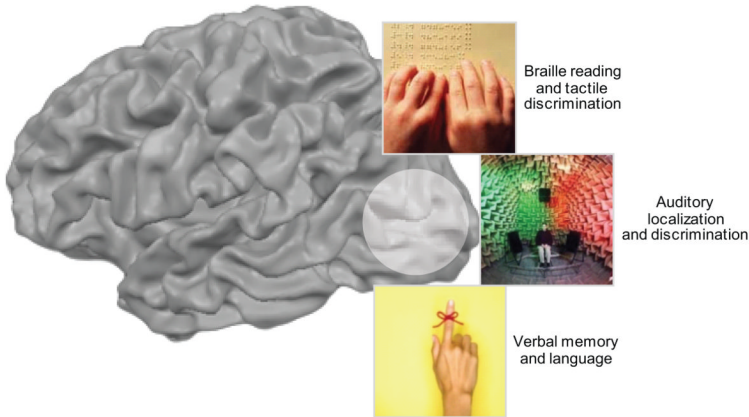 Braille reading
and tactile
discrimination
Auditory
localization
and discrimination
Verbal memory
and language